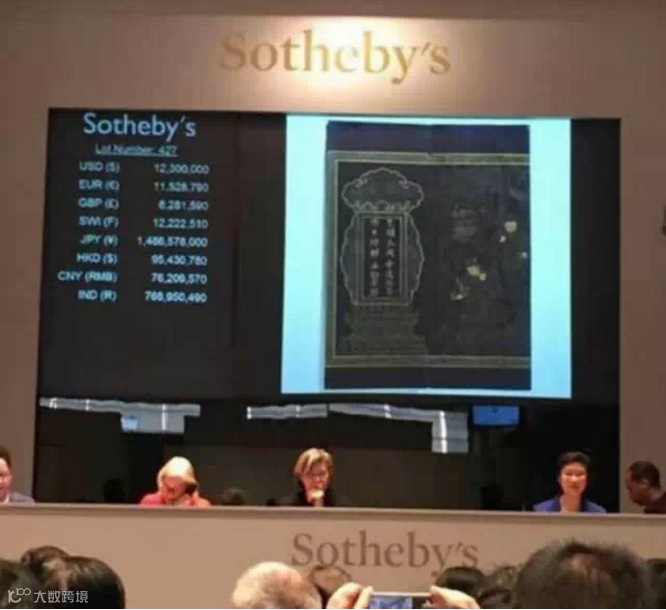 Sotheby's
Sotheby's
Lot Number: 427
USD ($) 12,300,000
EUR (€) 11,528,790
GBP (£) 8,281,590
SWI (F) 12,222,510
JPY (¥) 1,486,578,000
HKD ($) 95,430,780
CNY (RMB) 76,209,570
IND (R) 768,950,490
Sotheby's
大数跨境